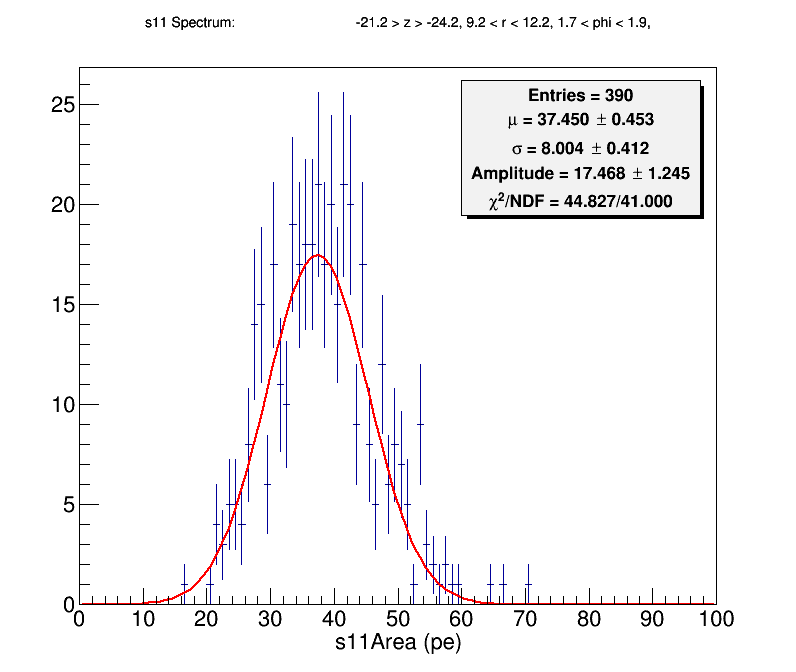 s11 Spectrum: -21.2 > z > -24.2, 9.2 < r < 12.2, 1.7 < phi < 1.9,
Entries = 390
μ = 37.450 ± 0.453
σ = 8.004 ± 0.412
Amplitude = 17.468 ± 1.245
χ²/NDF = 44.827/41.000
25
20
15
10
5
0
0 10 20 30 40 50 60 70 80 90 100
s11Area (pe)